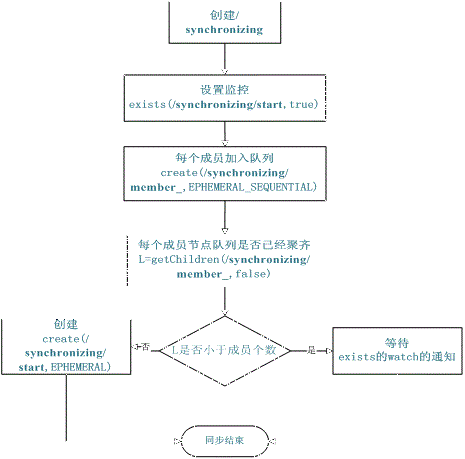 创建/
synchronizing
设置监控
exists(/synchronizing/start,true)
每个成员加入队列
create(/synchronizing/
member_,EPHEMERAL_SEQUENTIAL)
每个成员节点队列是否已经聚齐
L=getChildren(/synchronizing/
member_,false)
创建
create(/
synchronizing/
start,EPHEMERAL)
否
L是否小于成员个数
是
等待
exists的watch的通知
同步结束